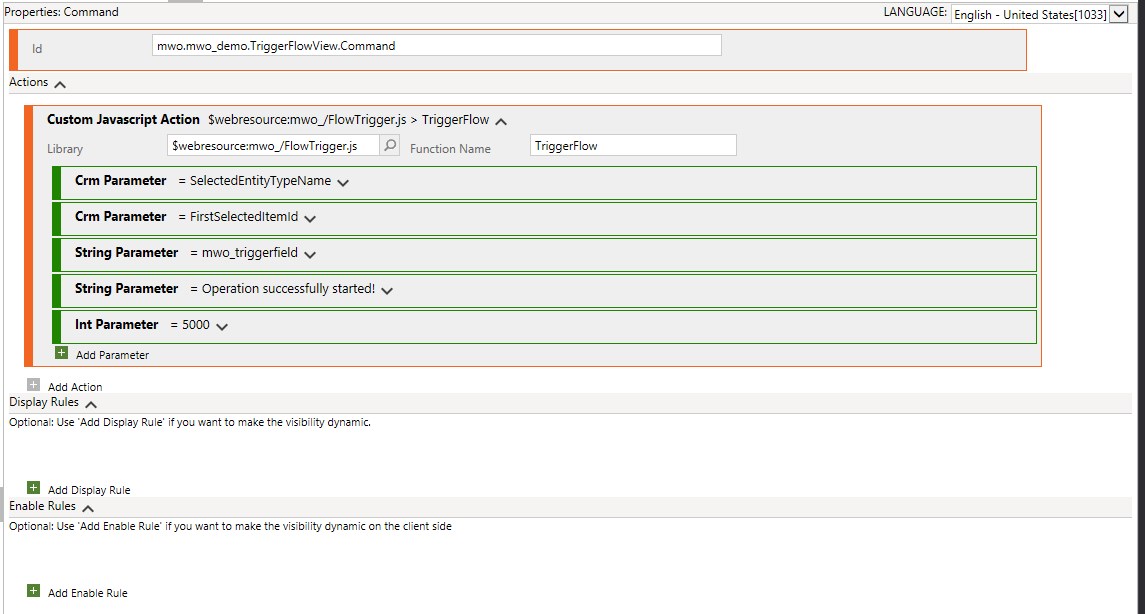 Properties: Command LANGUAGE: English - United States[1033]
Id mwo.mwo_demo.TriggerFlowView.Command
Actions
Custom Javascript Action $webresource:mwo_/FlowTrigger.js > TriggerFlow
Library $webresource:mwo_/FlowTrigger.js Function Name TriggerFlow
Crm Parameter = SelectedEntityTypeName
Crm Parameter = FirstSelectedItemId
String Parameter = mwo_triggerfield
String Parameter = Operation successfully started!
Int Parameter = 5000
Add Parameter
Add Action
Display Rules
Optional: Use 'Add Display Rule' if you want to make the visibility dynamic.
Add Display Rule
Enable Rules
Optional: Use 'Add Enable Rule' if you want to make the visibility dynamic on the client side
Add Enable Rule